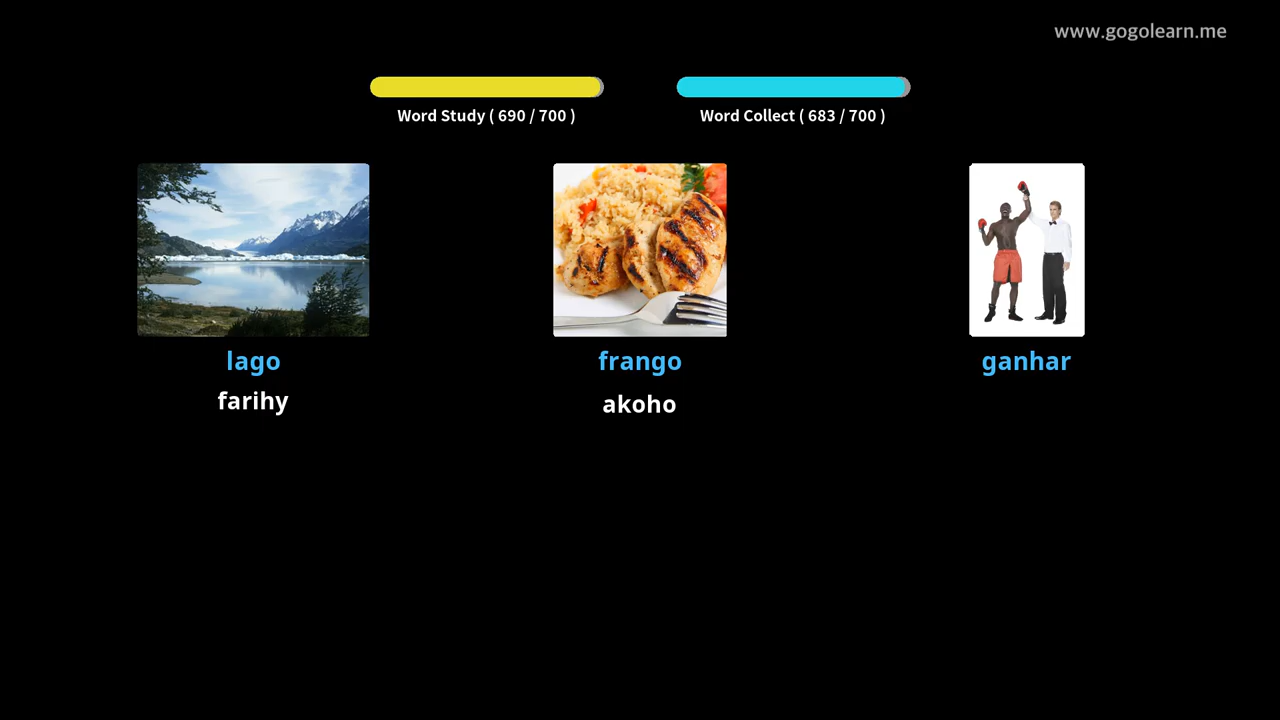 www.gogolearn.me
Word Study ( 690 / 700 )
Word Collect ( 683 / 700 )
lago
frango
ganhar
farihy
akoho